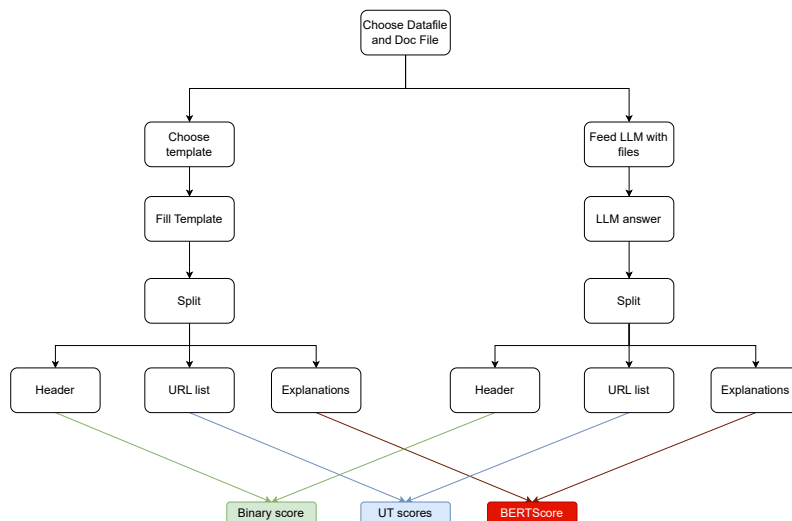 Choose Datafile
and Doc File
Choose
template
Feed LLM with
files
Fill Template
LLM answer
Split
Split
Header
URL list
Explanations
Header
URL list
Explanations
Binary score
UT scores
BERTScore